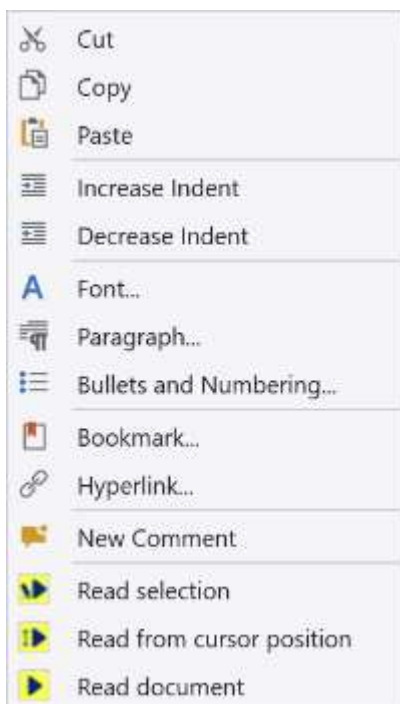 Cut
Copy
Paste
Increase Indent
Decrease Indent
Font...
Paragraph...
Bullets and Numbering...
Bookmark...
Hyperlink...
New Comment
Read selection
Read from cursor position
Read document